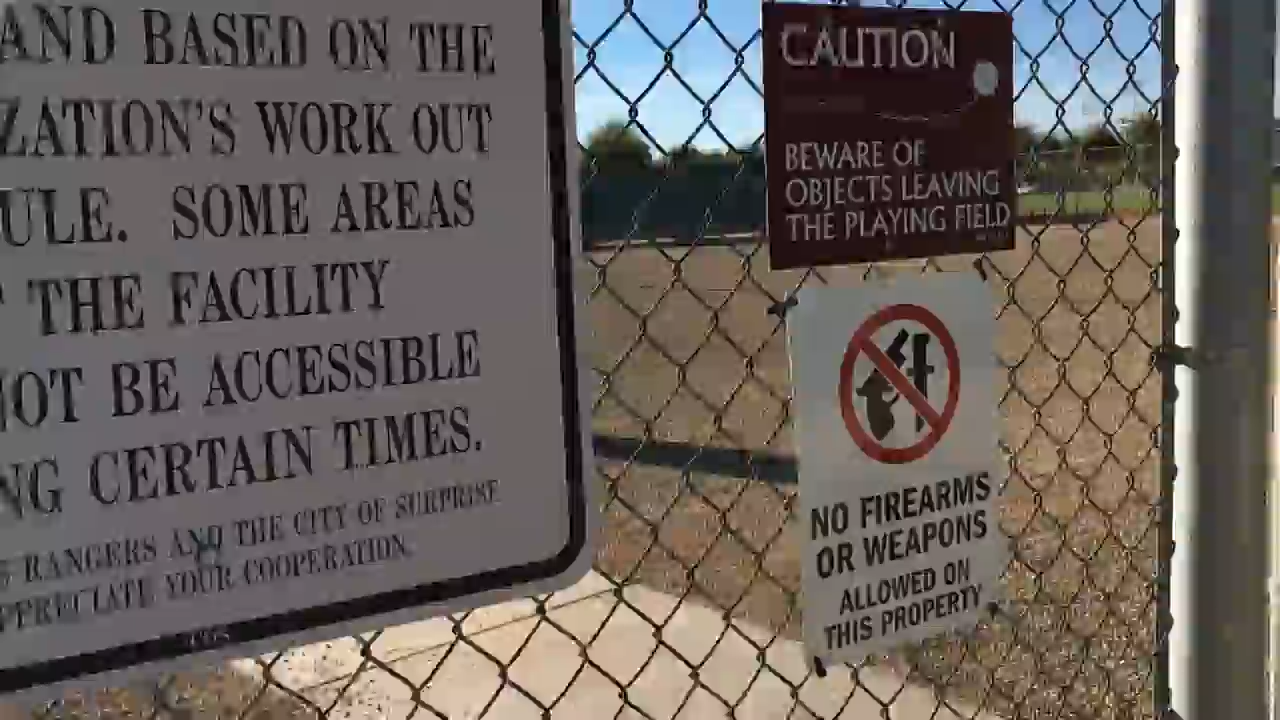 AND BASED ON THE
ZATION'S WORK OUT
ULE. SOME AREAS
THE FACILITY
NOT BE ACCESSIBLE
NG CERTAIN TIMES.
RANGERS AND THE CITY OF SURPRISE
PPRECIATE YOUR COOPERATION.
CAUTION
BEWARE OF
OBJECTS LEAVING
THE PLAYING FIELD
NO FIREARMS
OR WEAPONS
ALLOWED ON
THIS PROPERTY